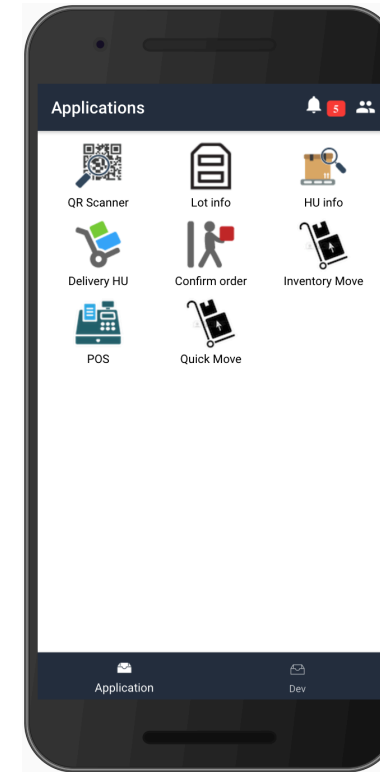 Applications
5
QR Scanner
Lot info
HU info
Delivery HU
Confirm order
Inventory Move
POS
Quick Move
Application
Dev